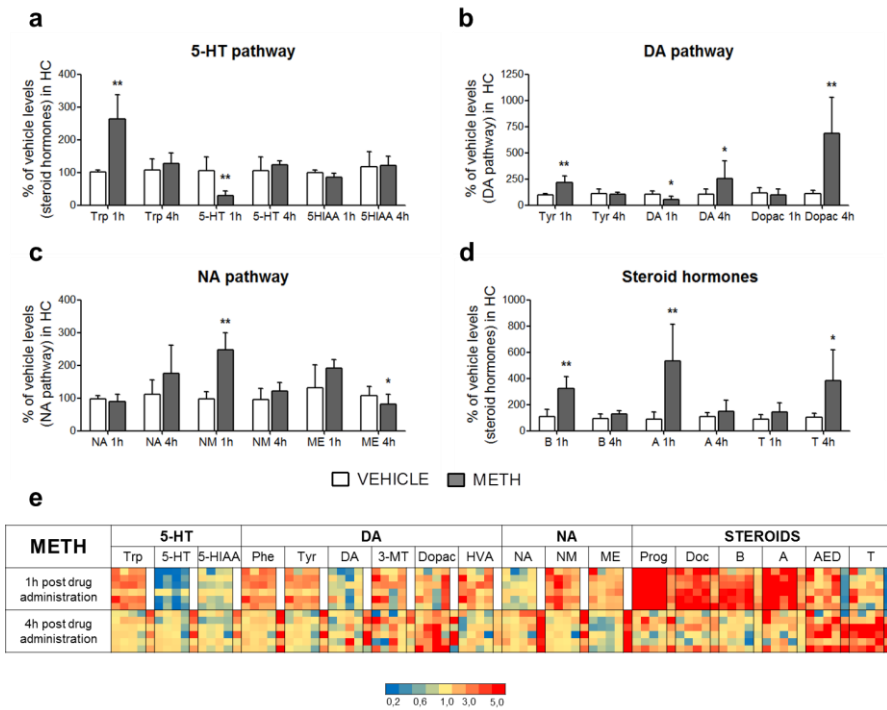 a
5-HT pathway
% of vehicle levels
(steroid hormones) in HC
400
300
200
100
0
**
**
Trp 1h Trp 4h 5-HT 1h 5-HT 4h 5HIAA 1h 5HIAA 4h
b
DA pathway
% of vehicle levels
(DA pathway) in HC
1250
1000
750
500
250
0
**
*
*
**
Tyr 1h Tyr 4h DA 1h DA 4h Dopac 1h Dopac 4h
c
NA pathway
% of vehicle levels
(NA pathway) in HC
400
300
200
100
0
**
*
NA 1h NA 4h NM 1h NM 4h ME 1h ME 4h
d
Steroid hormones
% of vehicle levels
(steroid hormones) in HC
1000
800
600
400
200
0
**
**
*
B 1h B 4h A 1h A 4h T 1h T 4h
VEHICLE METH
e
METH 5-HT DA NA STEROIDS
Trp 5-HT 5-HIAA Phe Tyr DA 3-MT Dopac HVA NA NM ME Prog Doc B A AED T
1h post drug
administration
4h post drug
administration
0,2 0,6 1,0 3,0 5,0